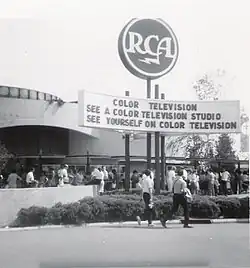 RCA
COLOR TELEVISION
SEE A COLOR TELEVISION STUDIO
SEE YOURSELF ON COLOR TELEVISION